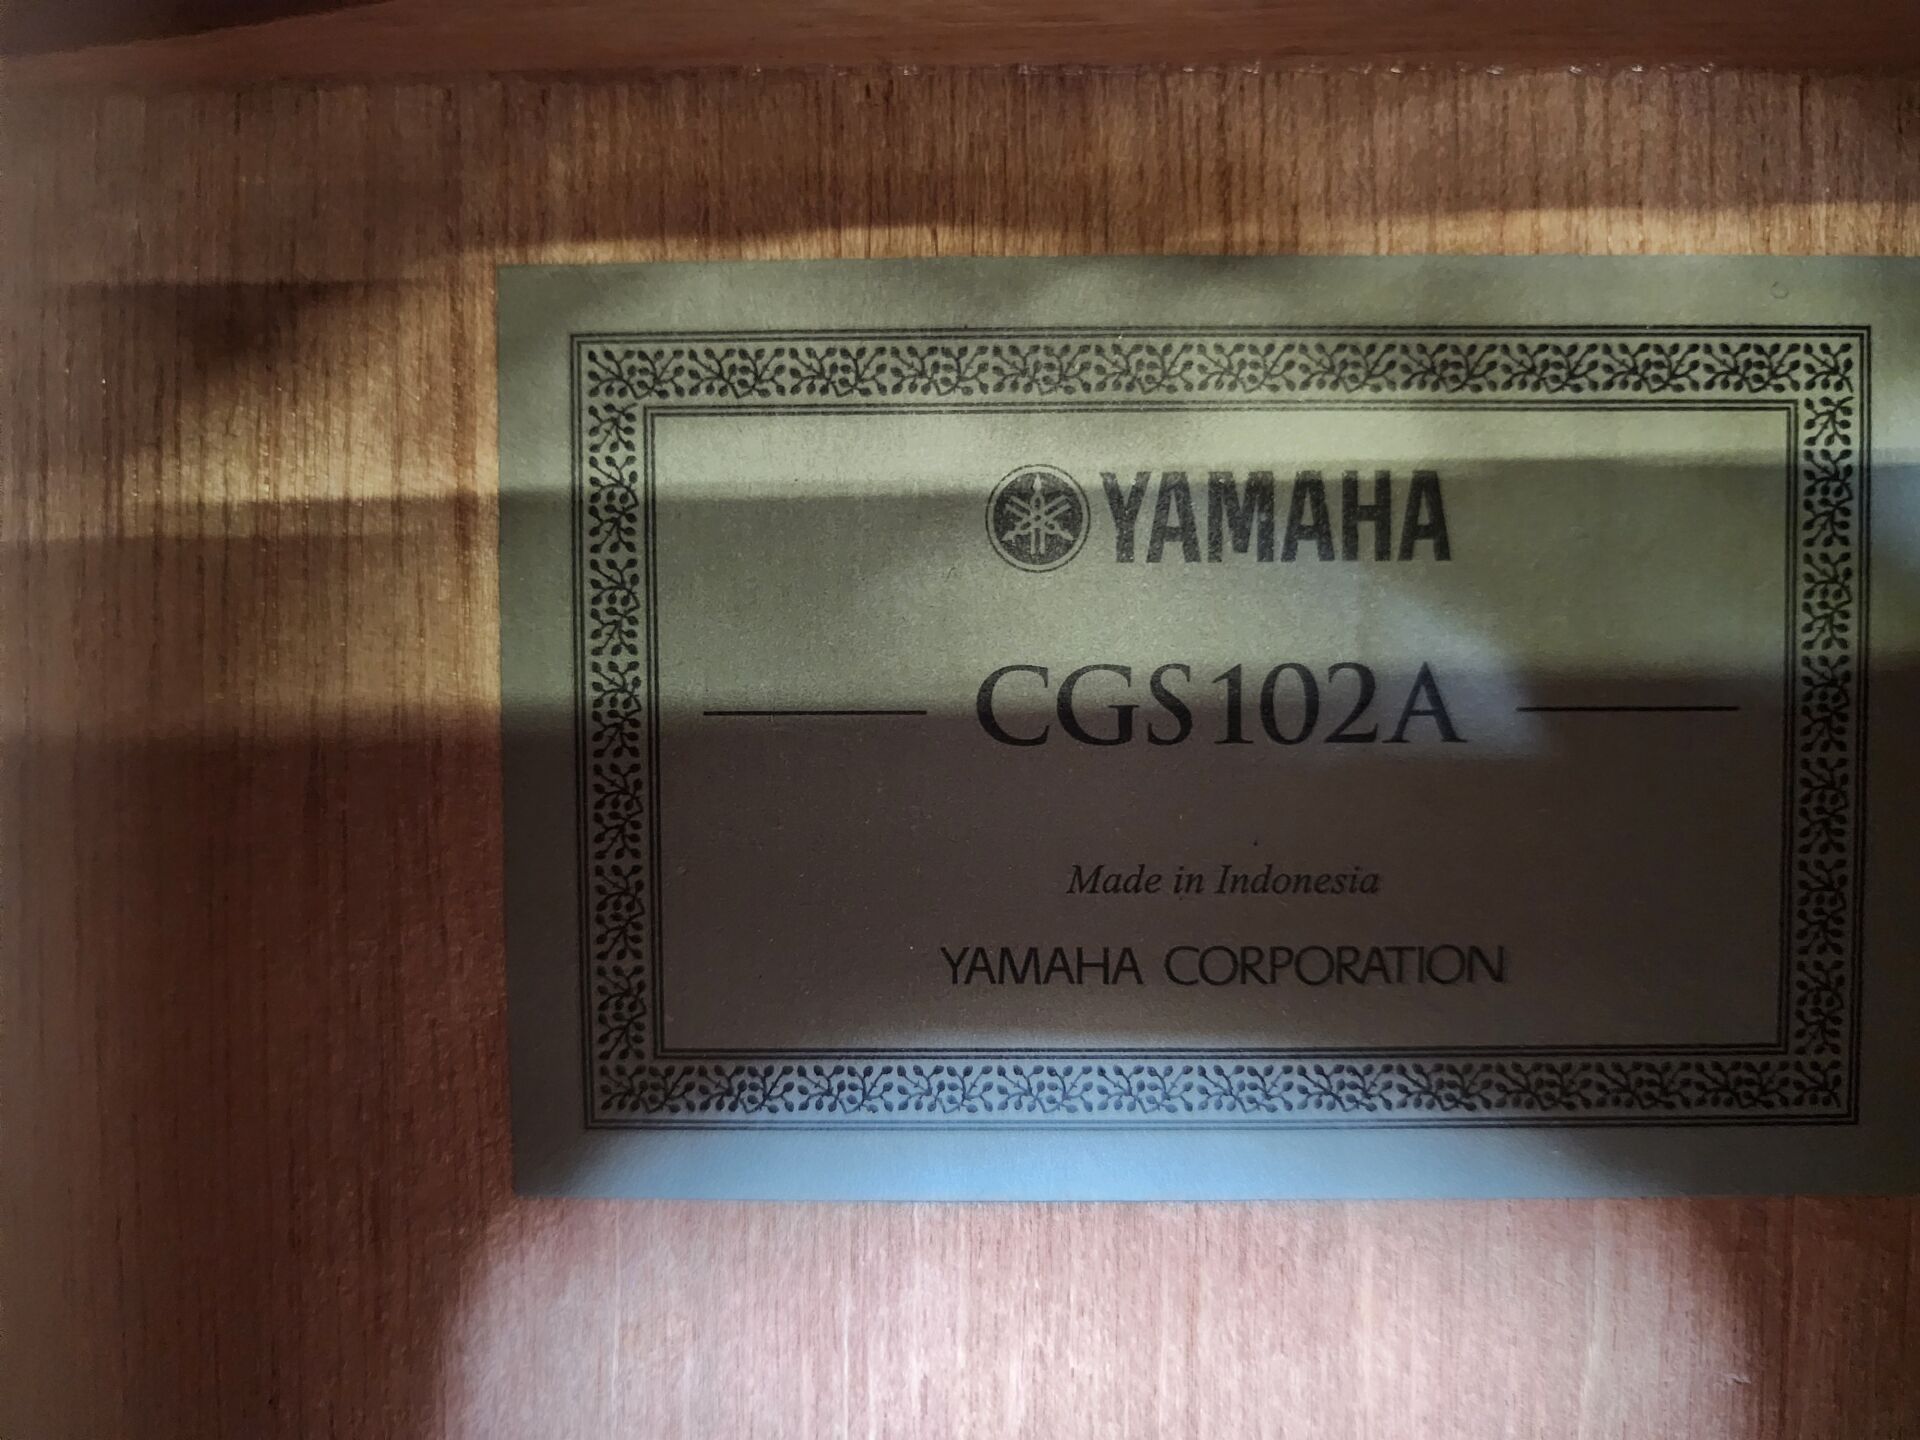 YAMAHA
CGS102A
Made in Indonesia
YAMAHA CORPORATION